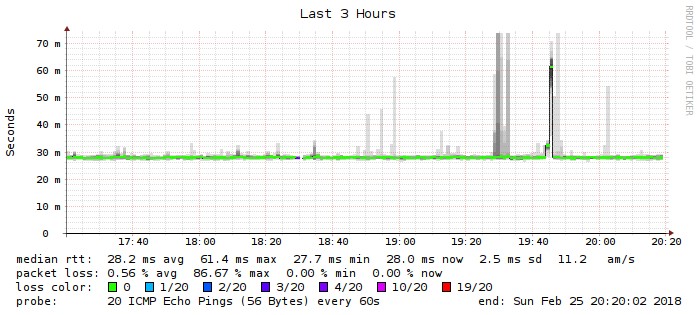 Last 3 Hours
RRDTOOL / TOBI OETIKER
Seconds
70 m
60 m
50 m
40 m
30 m
20 m
10 m
0
17:40 18:00 18:20 18:40 19:00 19:20 19:40 20:00 20:20
median rtt: 28.2 ms avg 61.4 ms max 27.7 ms min 28.0 ms now 2.5 ms sd 11.2 am/s
packet loss: 0.56 % avg 86.67 % max 0.00 % min 0.00 % now
loss color: 0 1/20 2/20 3/20 4/20 10/20 19/20
probe: 20 ICMP Echo Pings (56 Bytes) every 60s end: Sun Feb 25 20:20:02 2018